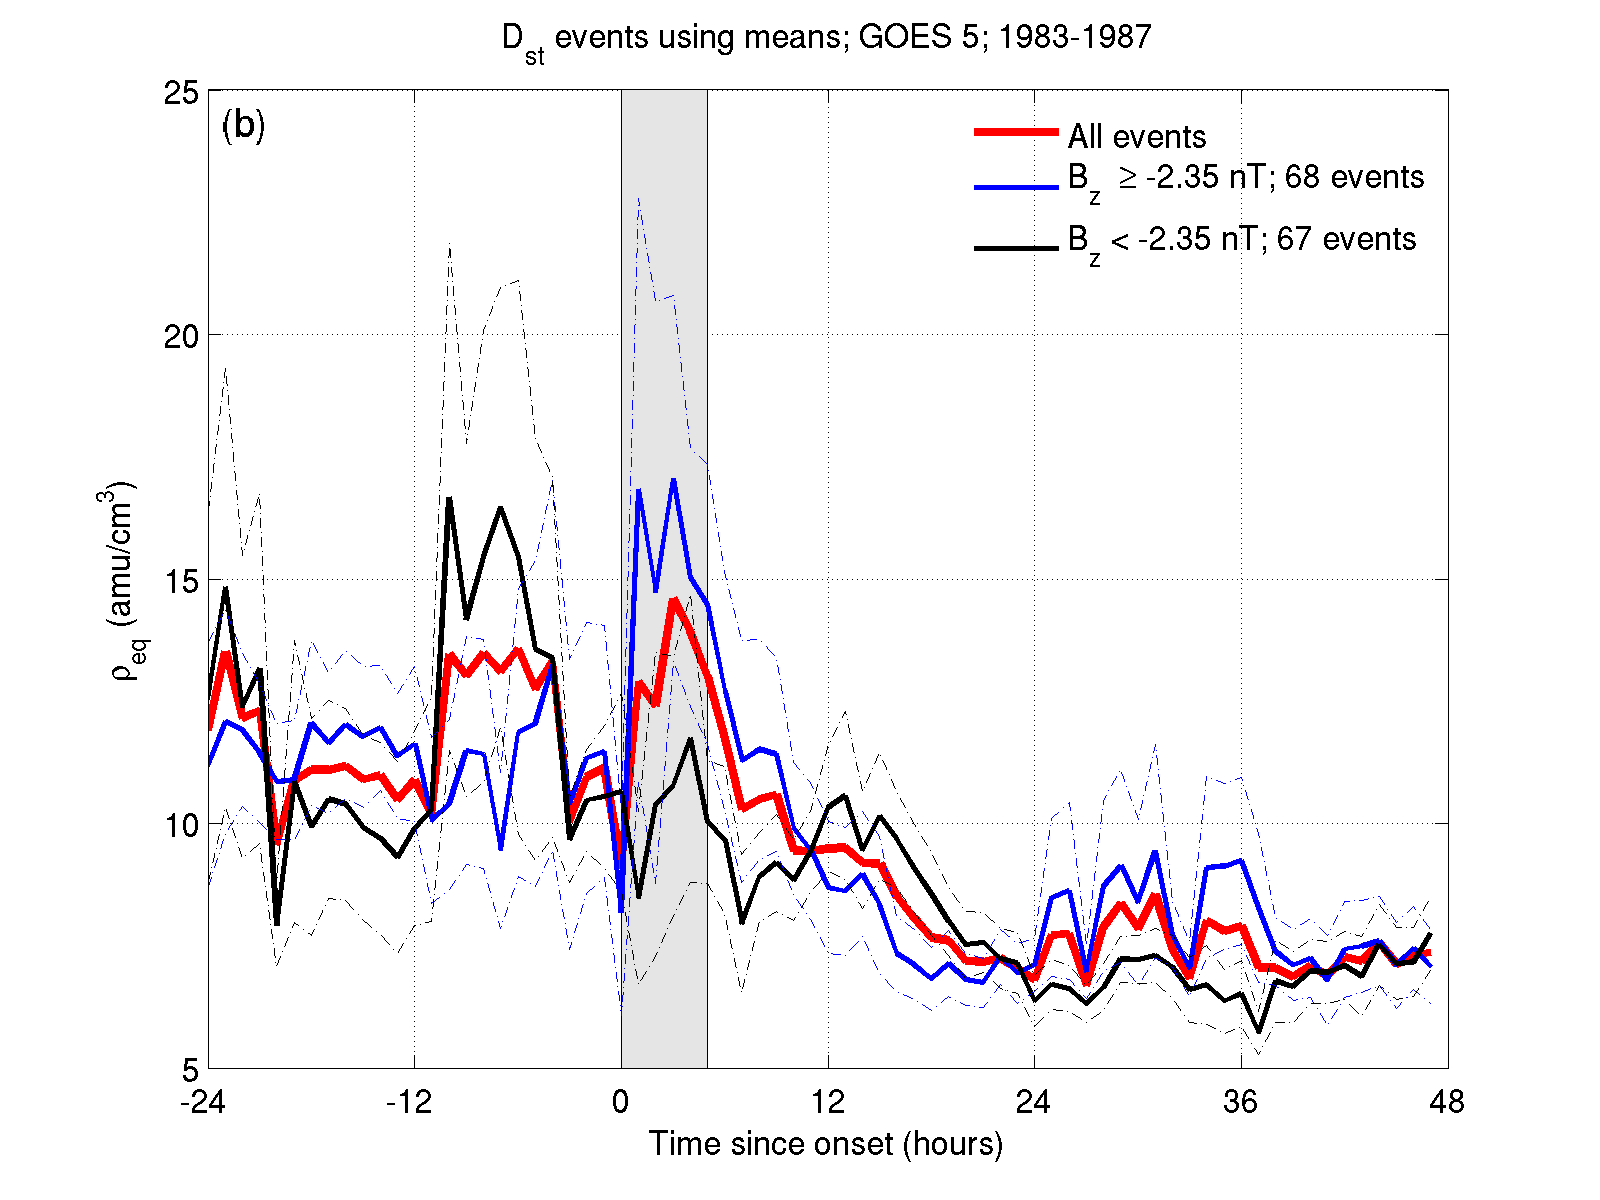 D_st events using means; GOES 5; 1983-1987
(b)
All events
B_z ≥ -2.35 nT; 68 events
B_z < -2.35 nT; 67 events
25
20
15
10
5
ρ_eq (amu/cm³)
-24 -12 0 12 24 36 48
Time since onset (hours)